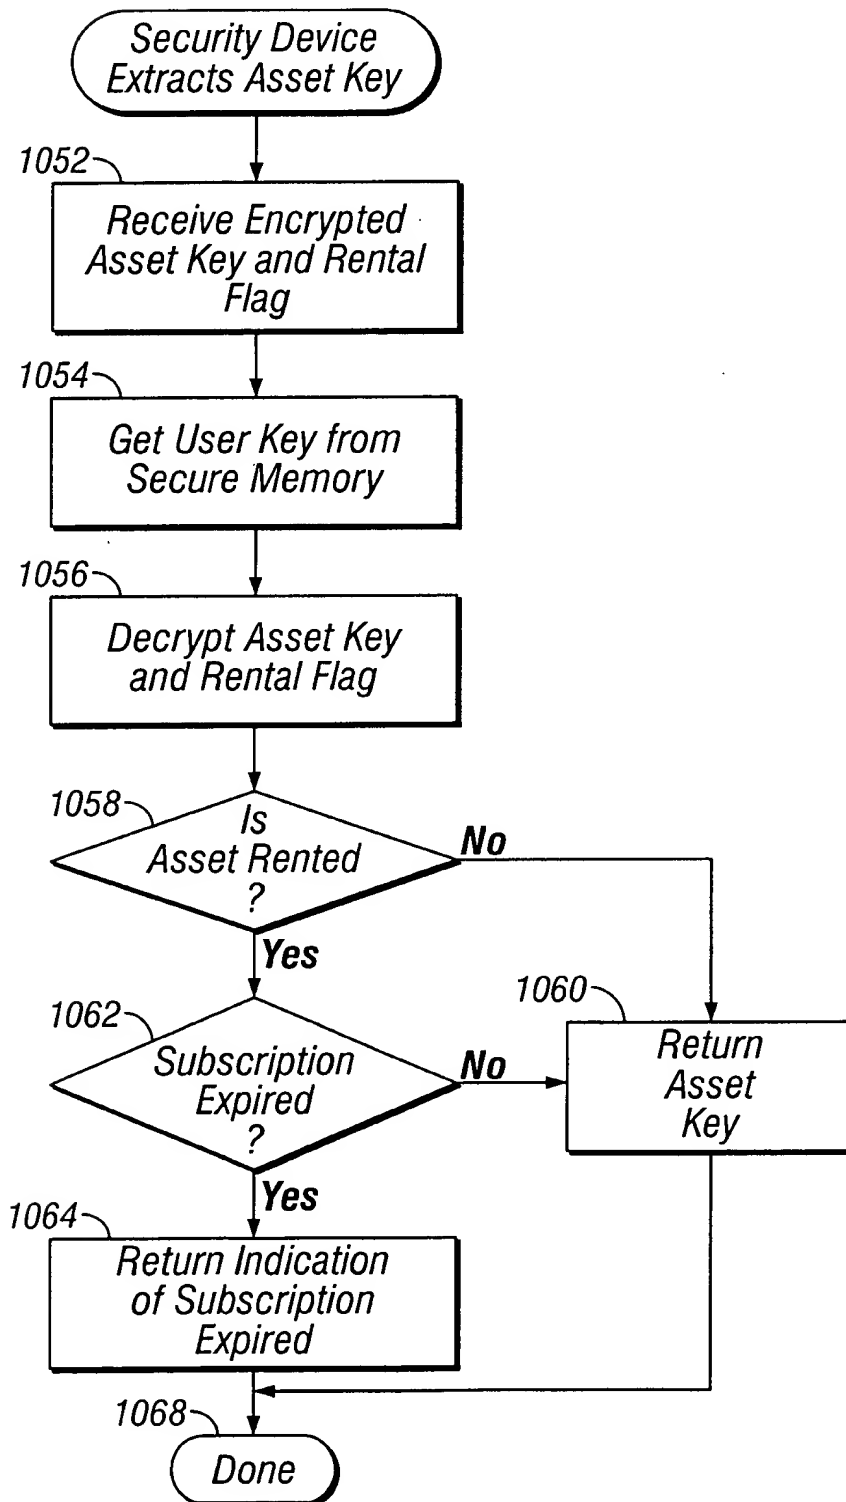 Security Device
Extracts Asset Key
1052
Receive Encrypted
Asset Key and Rental
Flag
1054
Get User Key from
Secure Memory
1056
Decrypt Asset Key
and Rental Flag
1058
Is
Asset Rented
?
No
Yes
1062
Subscription
Expired
?
No
Yes
1060
Return
Asset
Key
1064
Return Indication
of Subscription
Expired
1068
Done